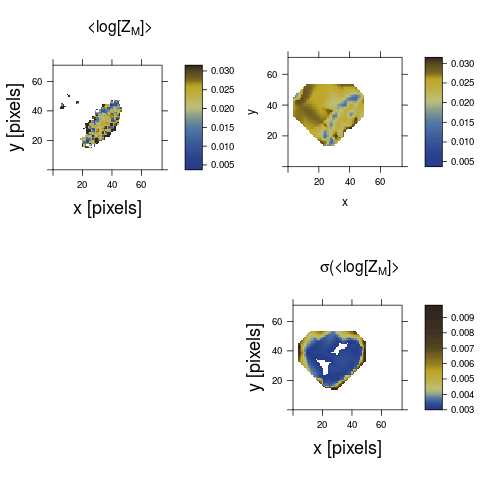 <log[Z_M]>
0.030
0.025
0.020
0.015
0.010
0.005
60
40
20
y [pixels]
20 40 60
x [pixels]
0.030
0.025
0.020
0.015
0.010
0.005
60
40
20
y
20 40 60
x
σ(<log[Z_M]>
0.009
0.008
0.007
0.006
0.005
0.004
0.003
60
40
20
y [pixels]
20 40 60
x [pixels]